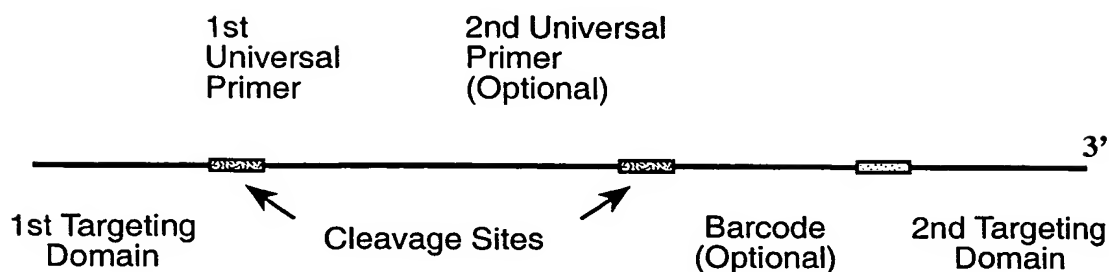 1st
Universal
Primer
2nd Universal
Primer
(Optional)
3'
1st Targeting
Domain
Cleavage Sites
Barcode
(Optional)
2nd Targeting
Domain